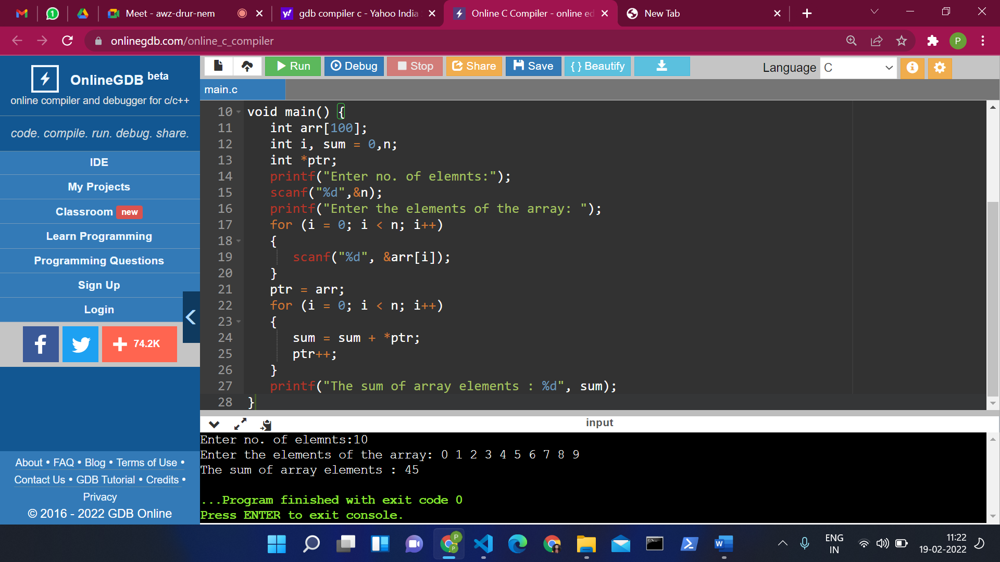 Meet - awz-drur-nem
gdb compiler c - Yahoo India
Online C Compiler - online ed
New Tab
onlinegdb.com/online_c_compiler
P
OnlineGDB beta
online compiler and debugger for c/c++
code. compile. run. debug. share.
IDE
My Projects
Classroom new
Learn Programming
Programming Questions
Sign Up
Login
74.2K
About • FAQ • Blog • Terms of Use •
Contact Us • GDB Tutorial • Credits •
Privacy
© 2016 - 2022 GDB Online
Run
Debug
Stop
Share
Save
{ } Beautify
Language C
main.c
10 void main() {
11 int arr[100];
12 int i, sum = 0,n;
13 int *ptr;
14 printf("Enter no. of elemnts:");
15 scanf("%d",&n);
16 printf("Enter the elements of the array: ");
17 for (i = 0; i < n; i++)
18 {
19 scanf("%d", &arr[i]);
20 }
21 ptr = arr;
22 for (i = 0; i < n; i++)
23 {
24 sum = sum + *ptr;
25 ptr++;
26 }
27 printf("The sum of array elements : %d", sum);
28 }
input
Enter no. of elemnts:10
Enter the elements of the array: 0 1 2 3 4 5 6 7 8 9
The sum of array elements : 45
...Program finished with exit code 0
Press ENTER to exit console.
ENG
IN
11:22
19-02-2022